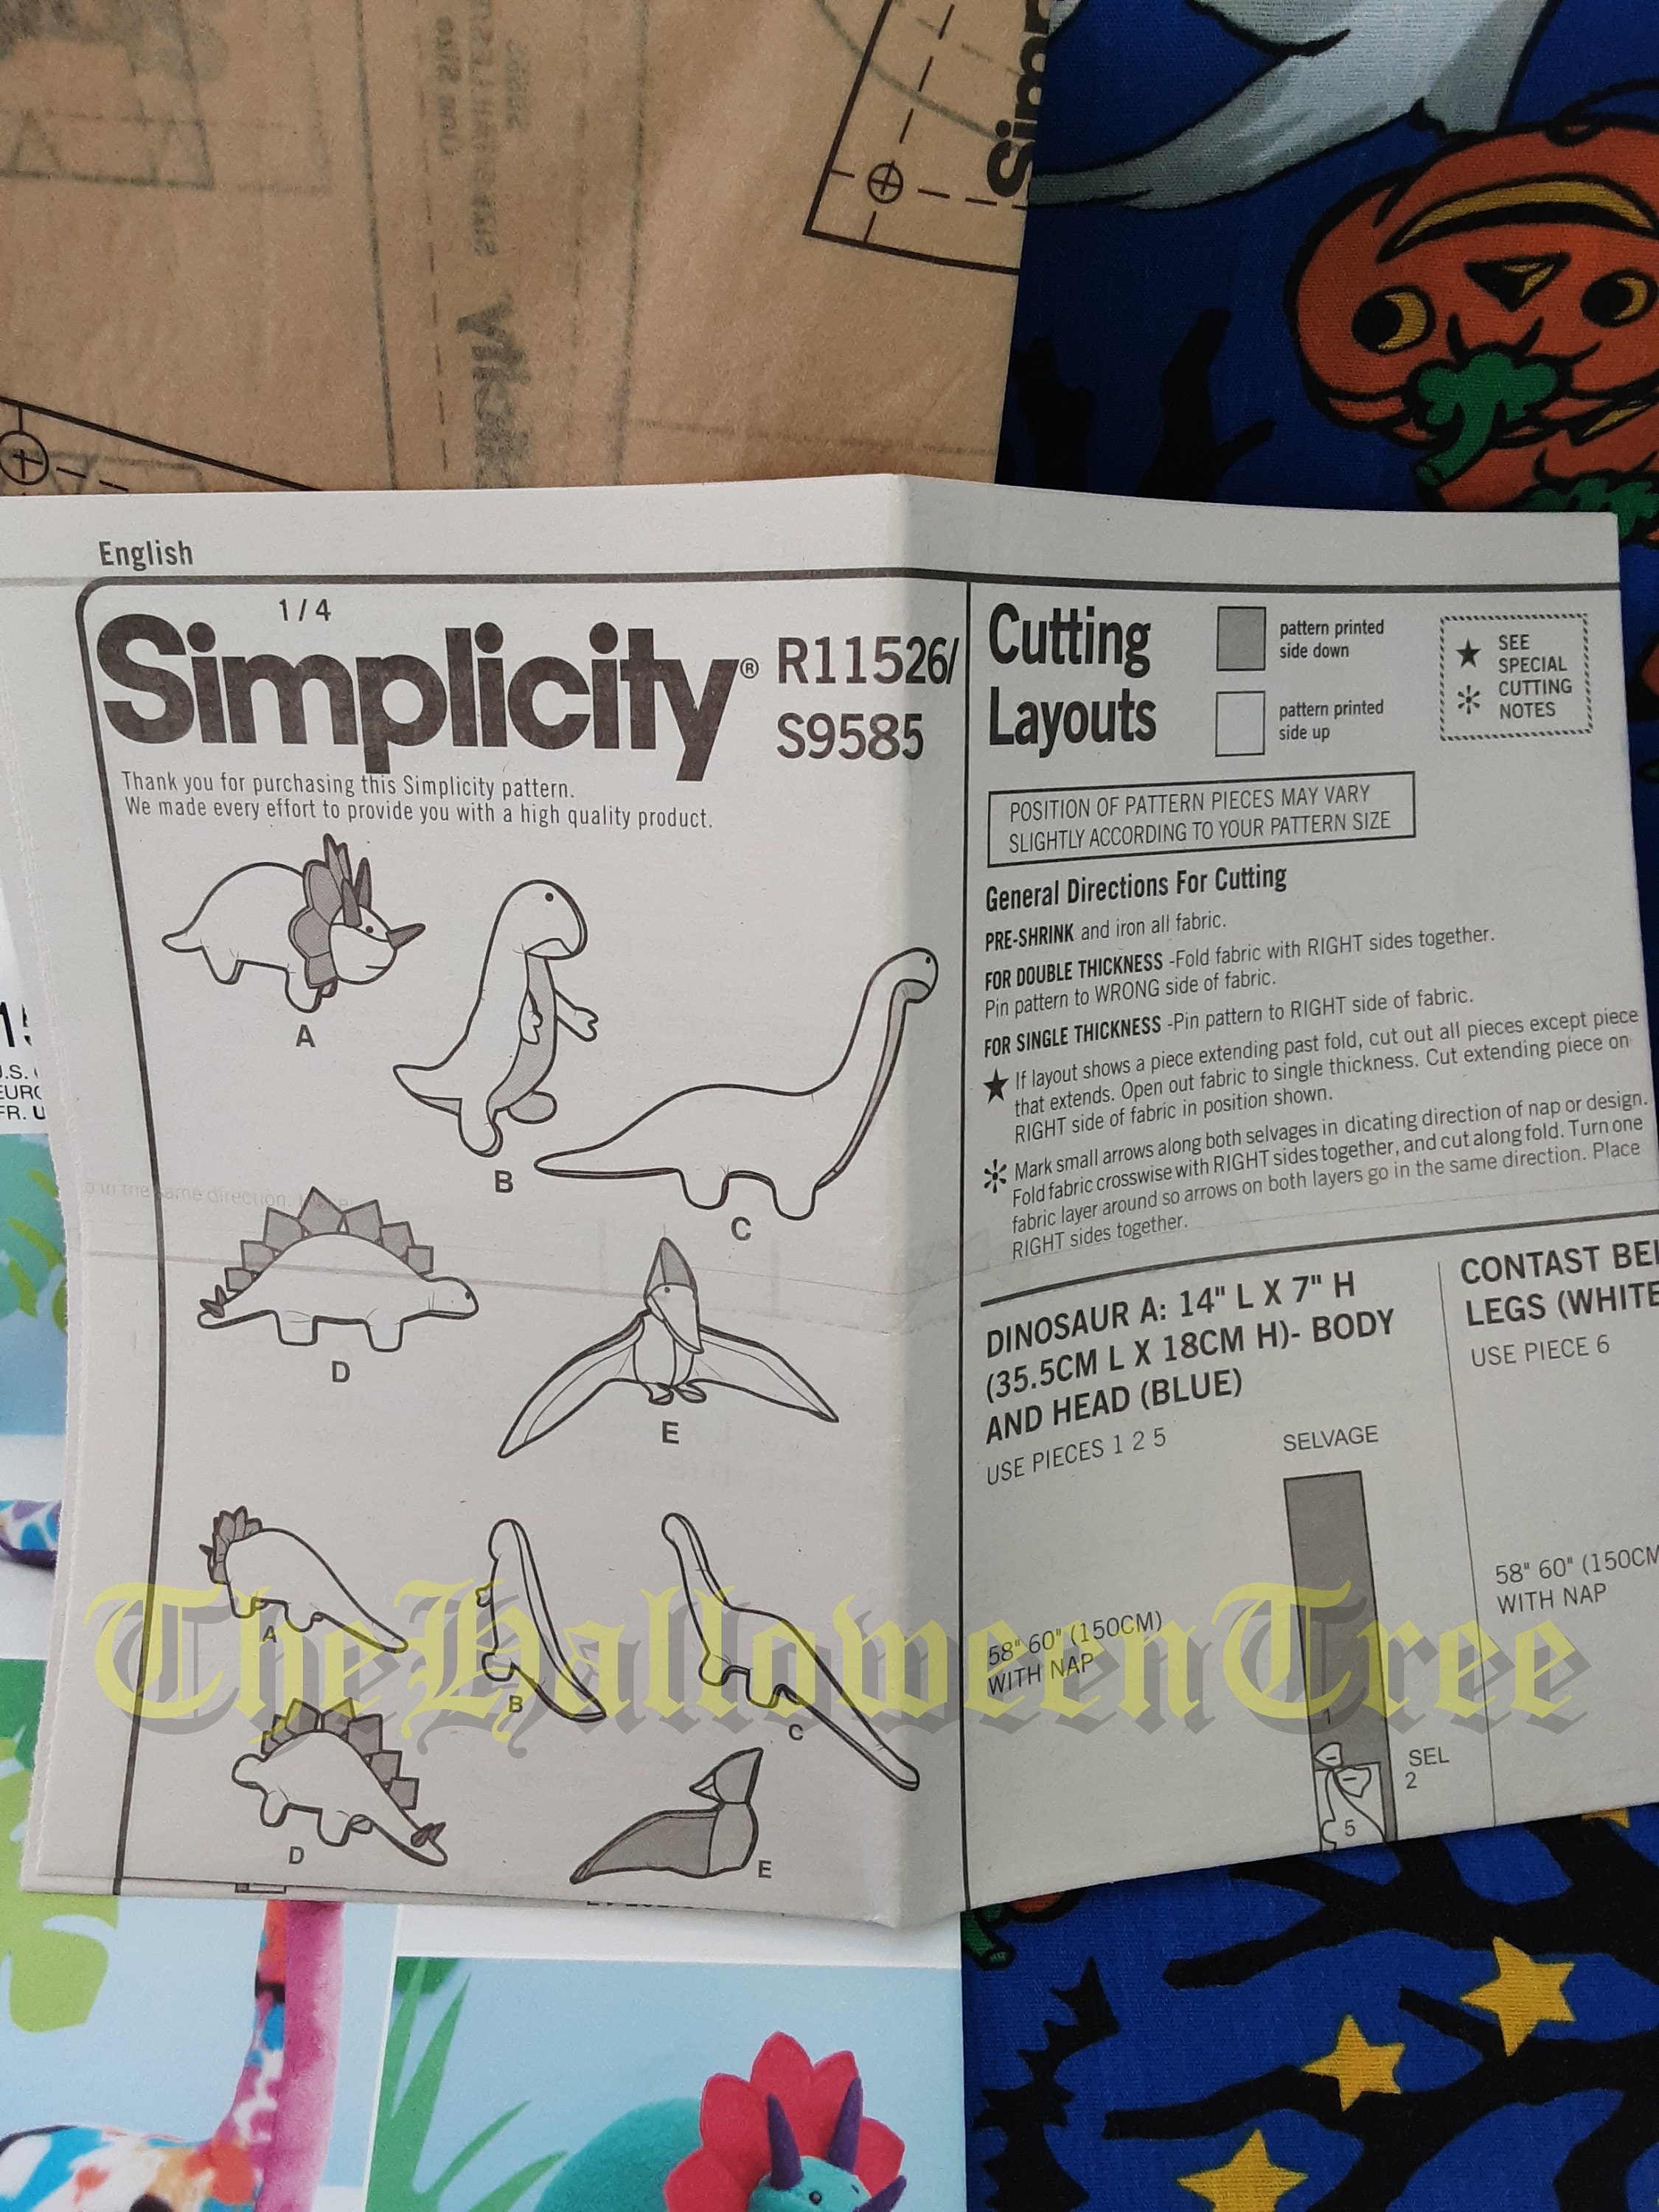 Simp
Une Size
Simplicity
English
1 / 4
Simplicity® R11526/
S9585
Thank you for purchasing this Simplicity pattern.
We made every effort to provide you with a high quality product.
A
B
C
D
E
A
B
C
D
E
Cutting
Layouts
pattern printed
side down
pattern printed
side up
★ SEE
SPECIAL
✻ CUTTING
NOTES
POSITION OF PATTERN PIECES MAY VARY
SLIGHTLY ACCORDING TO YOUR PATTERN SIZE
General Directions For Cutting
PRE-SHRINK and iron all fabric.
FOR DOUBLE THICKNESS -Fold fabric with RIGHT sides together.
Pin pattern to WRONG side of fabric.
FOR SINGLE THICKNESS -Pin pattern to RIGHT side of fabric.
★ If layout shows a piece extending past fold, cut out all pieces except piece
that extends. Open out fabric to single thickness. Cut extending piece on
RIGHT side of fabric in position shown.
✻ Mark small arrows along both selvages in dicating direction of nap or design.
Fold fabric crosswise with RIGHT sides together, and cut along fold. Turn one
fabric layer around so arrows on both layers go in the same direction. Place
RIGHT sides together.
DINOSAUR A: 14" L X 7" H
(35.5CM L X 18CM H)- BODY
AND HEAD (BLUE)
USE PIECES 1 2 5
SELVAGE
58" 60" (150CM)
WITH NAP
1
SEL
2
5
CONTAST BEL
LEGS (WHITE
USE PIECE 6
58" 60" (150CM
WITH NAP
U.S.
EURO
FR. U
TheHalloweenTree